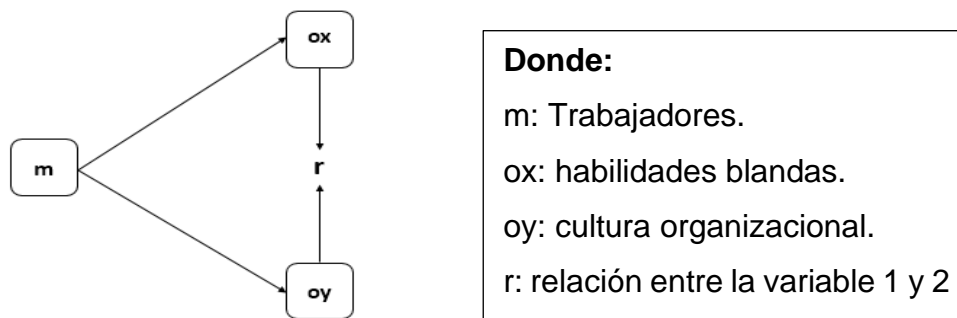 ox
m
r
oy
Donde:
m: Trabajadores.
ox: habilidades blandas.
oy: cultura organizacional.
r: relación entre la variable 1 y 2